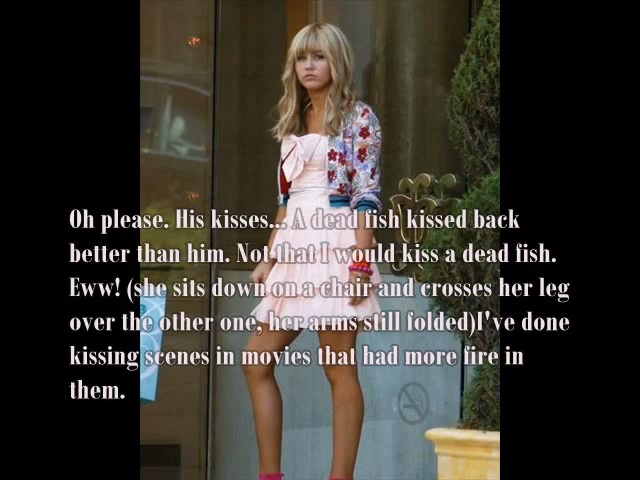 Oh please. His kisses... A dead fish kissed back
better than him. Not that I would kiss a dead fish.
Eww! (she sits down on a chair and crosses her leg
over the other one, her arms still folded)I've done
kissing scenes in movies that had more fire in
them.